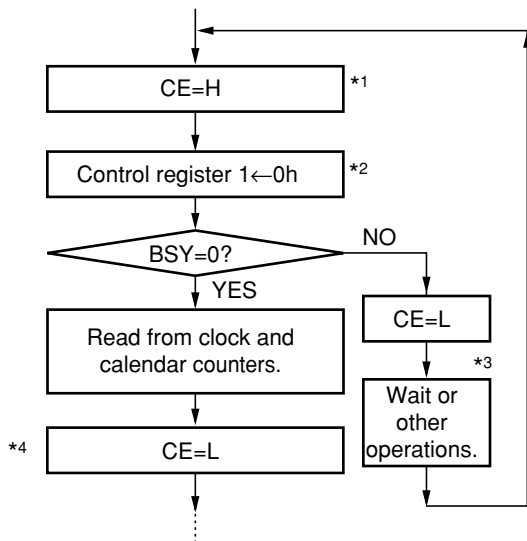 CE=H
*1
Control register 1←0h
*2
BSY=0?
NO
YES
Read from clock and
calendar counters.
CE=L
*3
Wait or
other
operations.
*4
CE=L